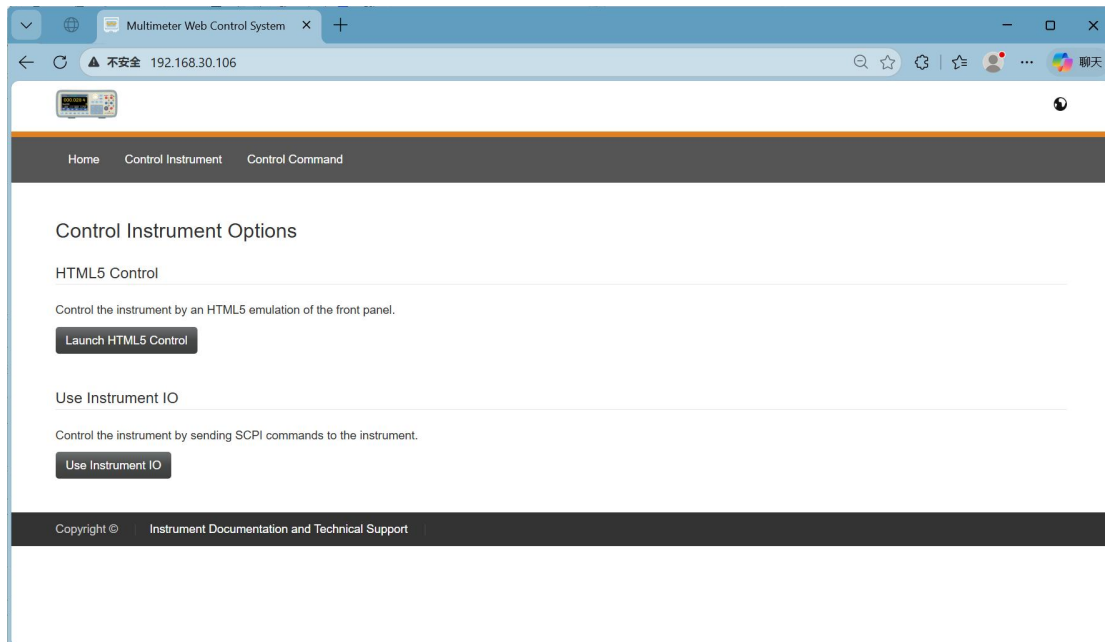 Multimeter Web Control System
不安全 192.168.30.106
聊天
Home Control Instrument Control Command
Control Instrument Options
HTML5 Control
Control the instrument by an HTML5 emulation of the front panel.
Launch HTML5 Control
Use Instrument IO
Control the instrument by sending SCPI commands to the instrument.
Use Instrument IO
Copyright © Instrument Documentation and Technical Support